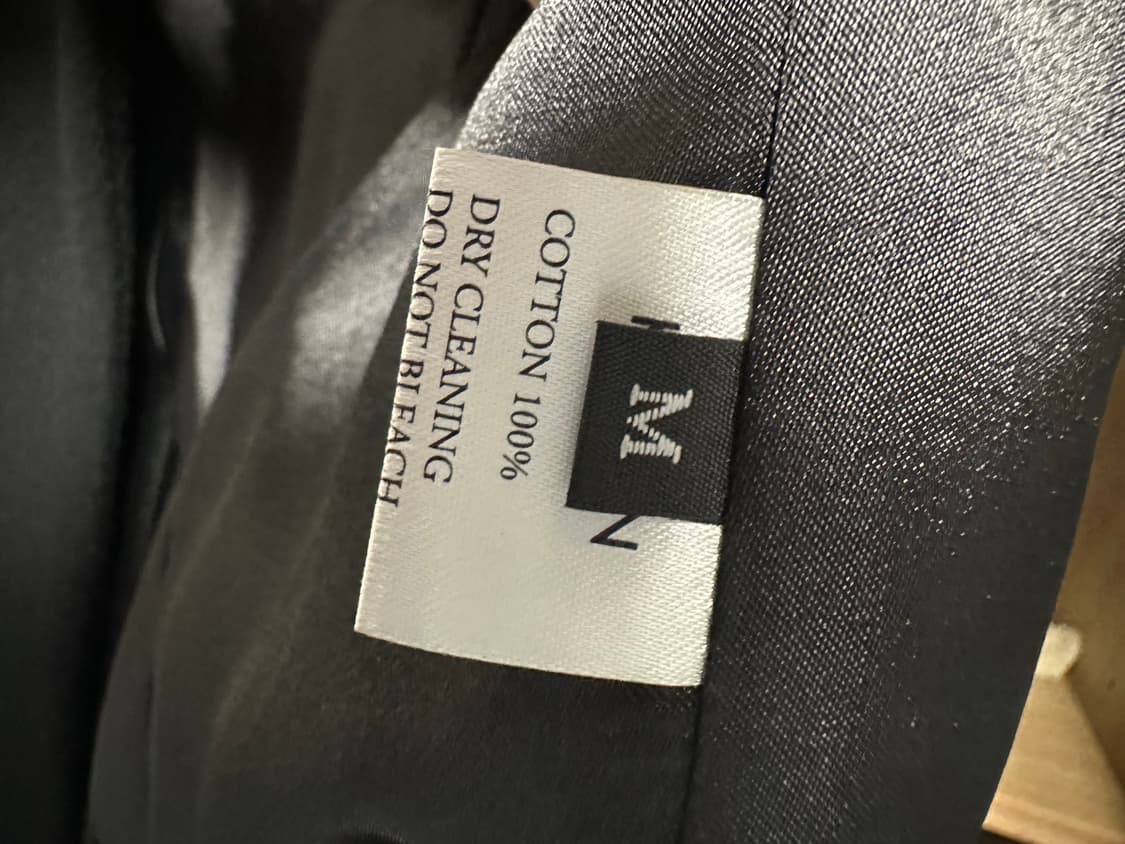 M
COTTON 100%
DRY CLEANING
DO NOT BLEACH